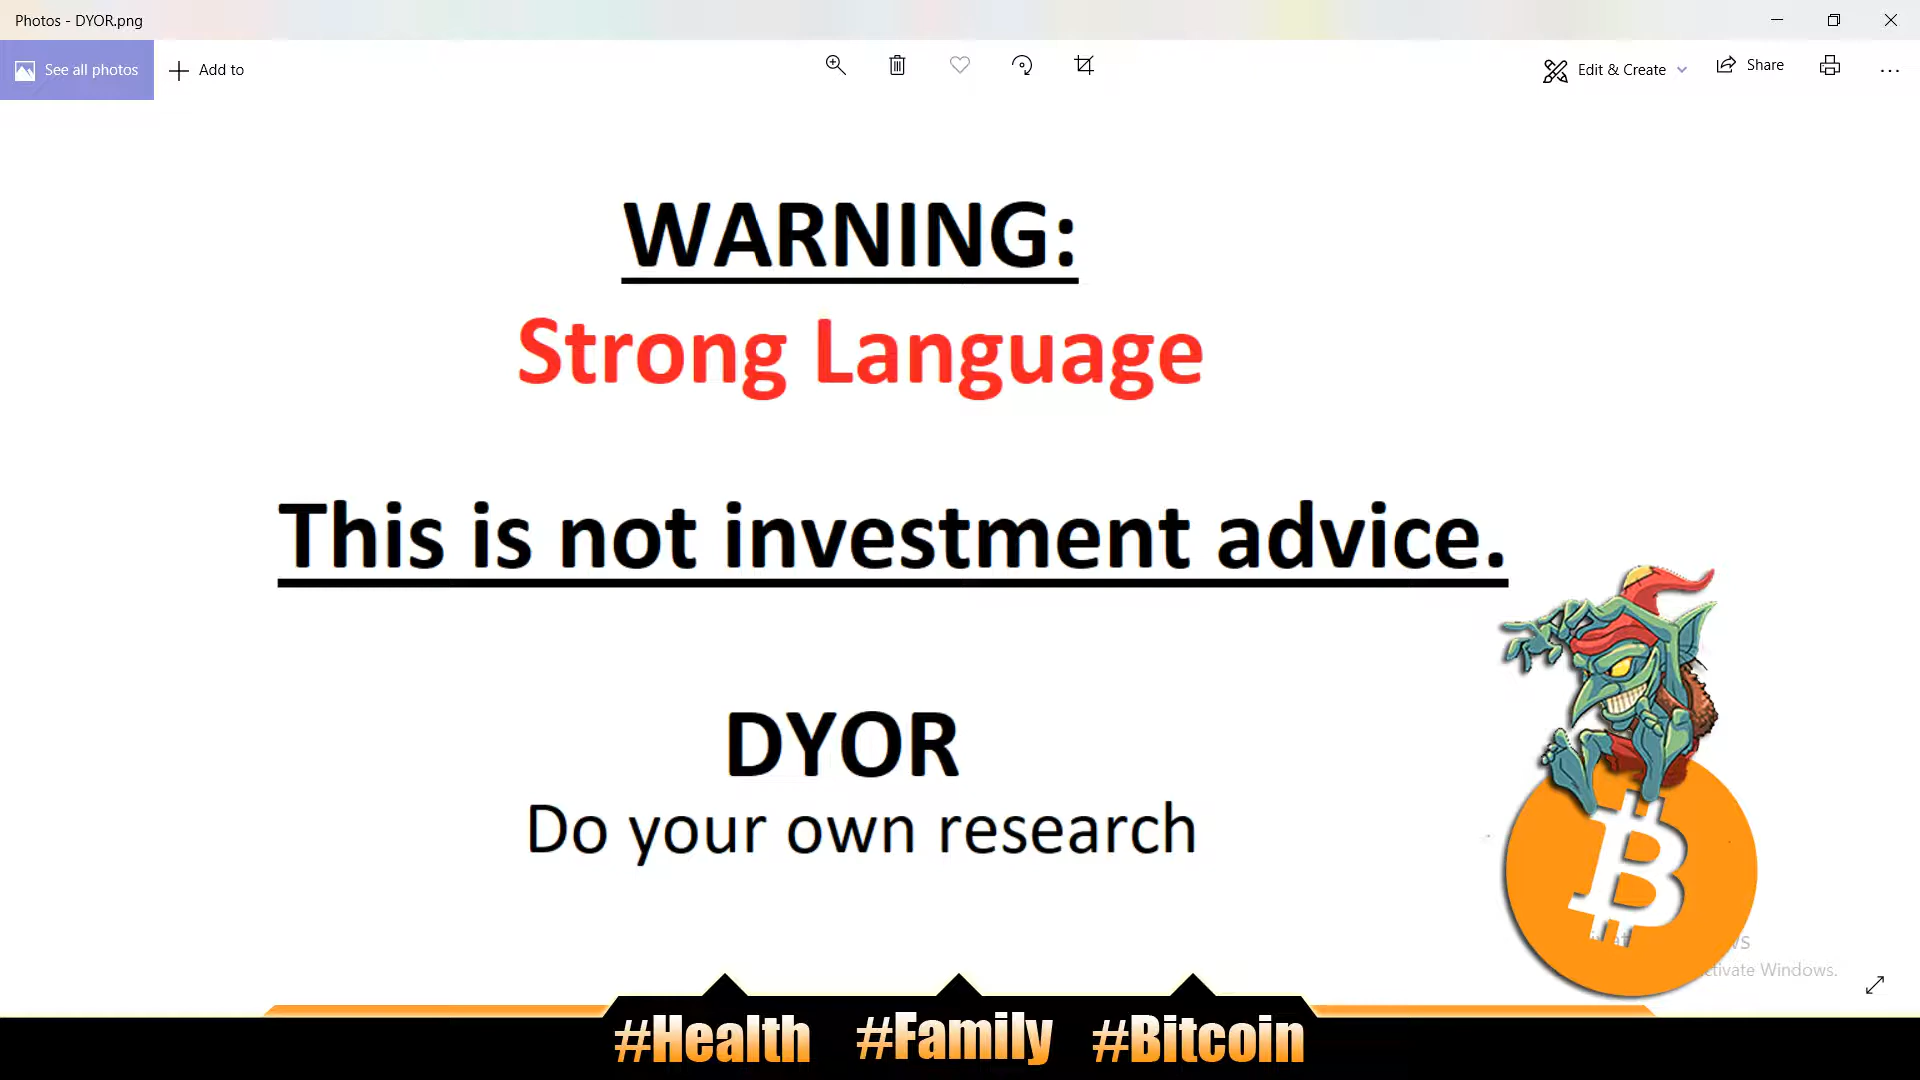 Photos - DYOR.png
See all photos
Add to
Edit & Create
Share
WARNING:
Strong Language
This is not investment advice.
DYOR
Do your own research
Windows.
#Health #Family #Bitcoin